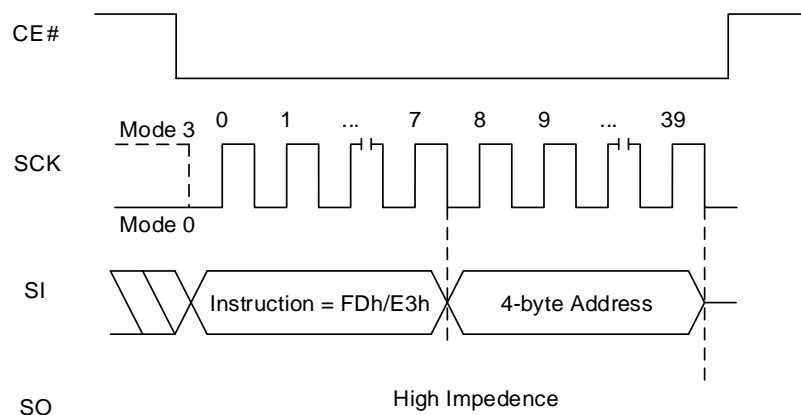 CE#
Mode 3
0 1 ... 7 8 9 ... 39
SCK
Mode 0
SI
Instruction = FDh/E3h
4-byte Address
High Impedence
SO